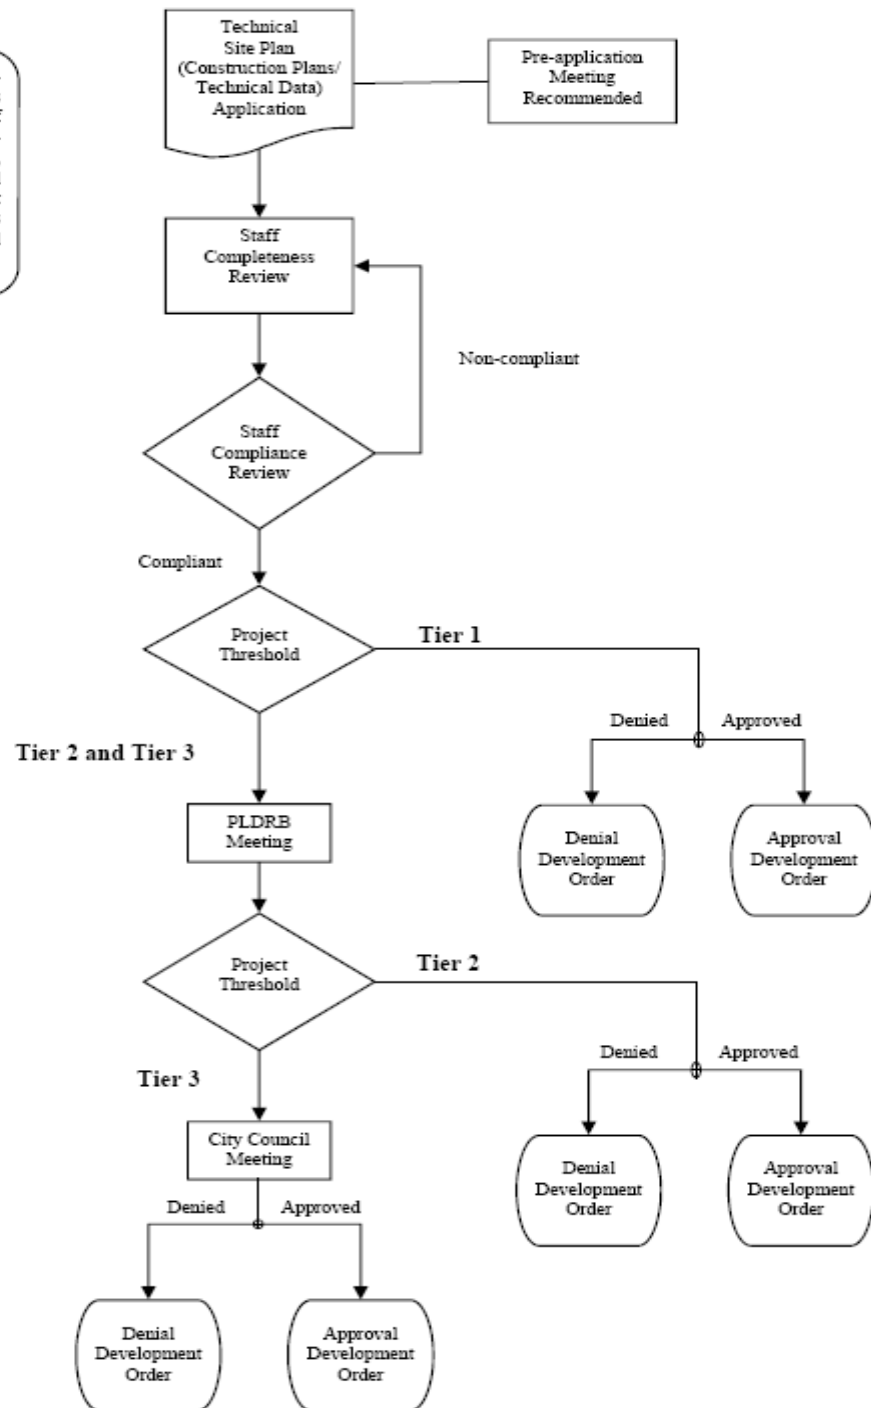 Technical
Site Plan
(Construction Plans/
Technical Data)
Application
Pre-application
Meeting
Recommended
Staff
Completeness
Review
Non-compliant
Staff
Compliance
Review
Compliant
Project
Threshold
Tier 1
Denied
Approved
Tier 2 and Tier 3
Denial
Development
Order
Approval
Development
Order
PLDRB
Meeting
Project
Threshold
Tier 2
Denied
Approved
Tier 3
City Council
Meeting
Denial
Development
Order
Approval
Development
Order
Denied
Approved
Denial
Development
Order
Approval
Development
Order